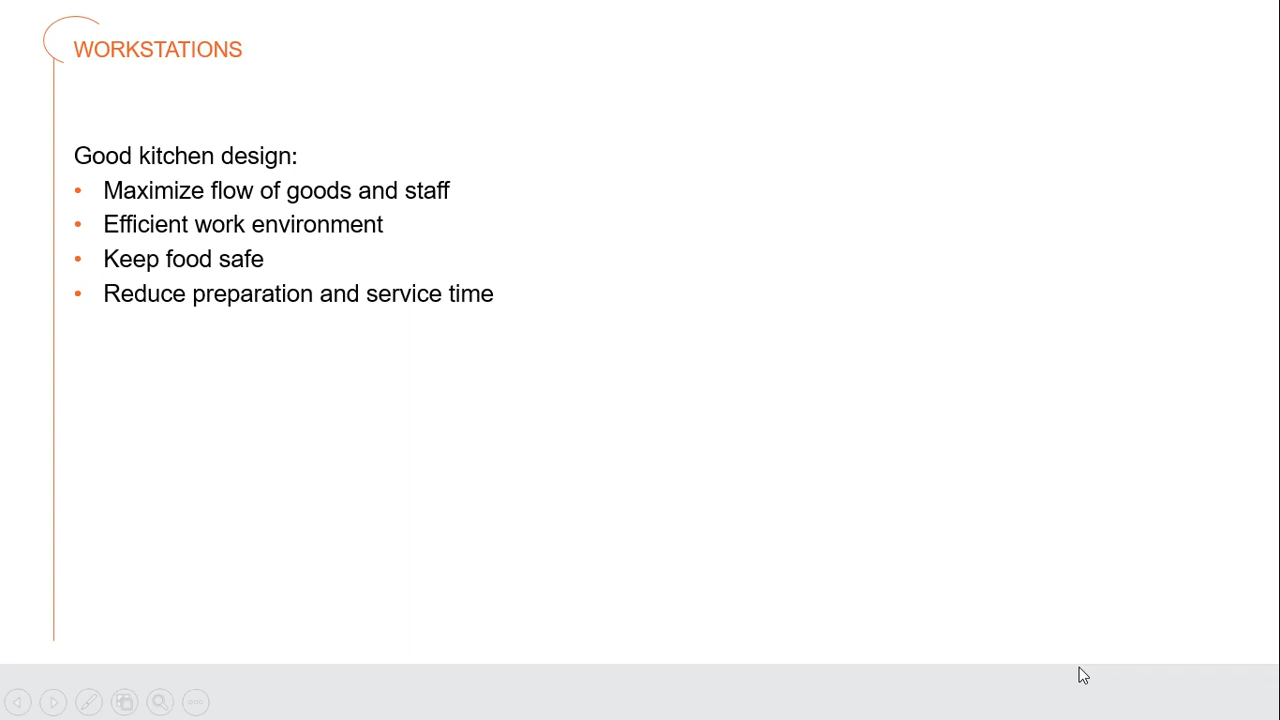 WORKSTATIONS
Good kitchen design:
• Maximize flow of goods and staff
• Efficient work environment
• Keep food safe
• Reduce preparation and service time